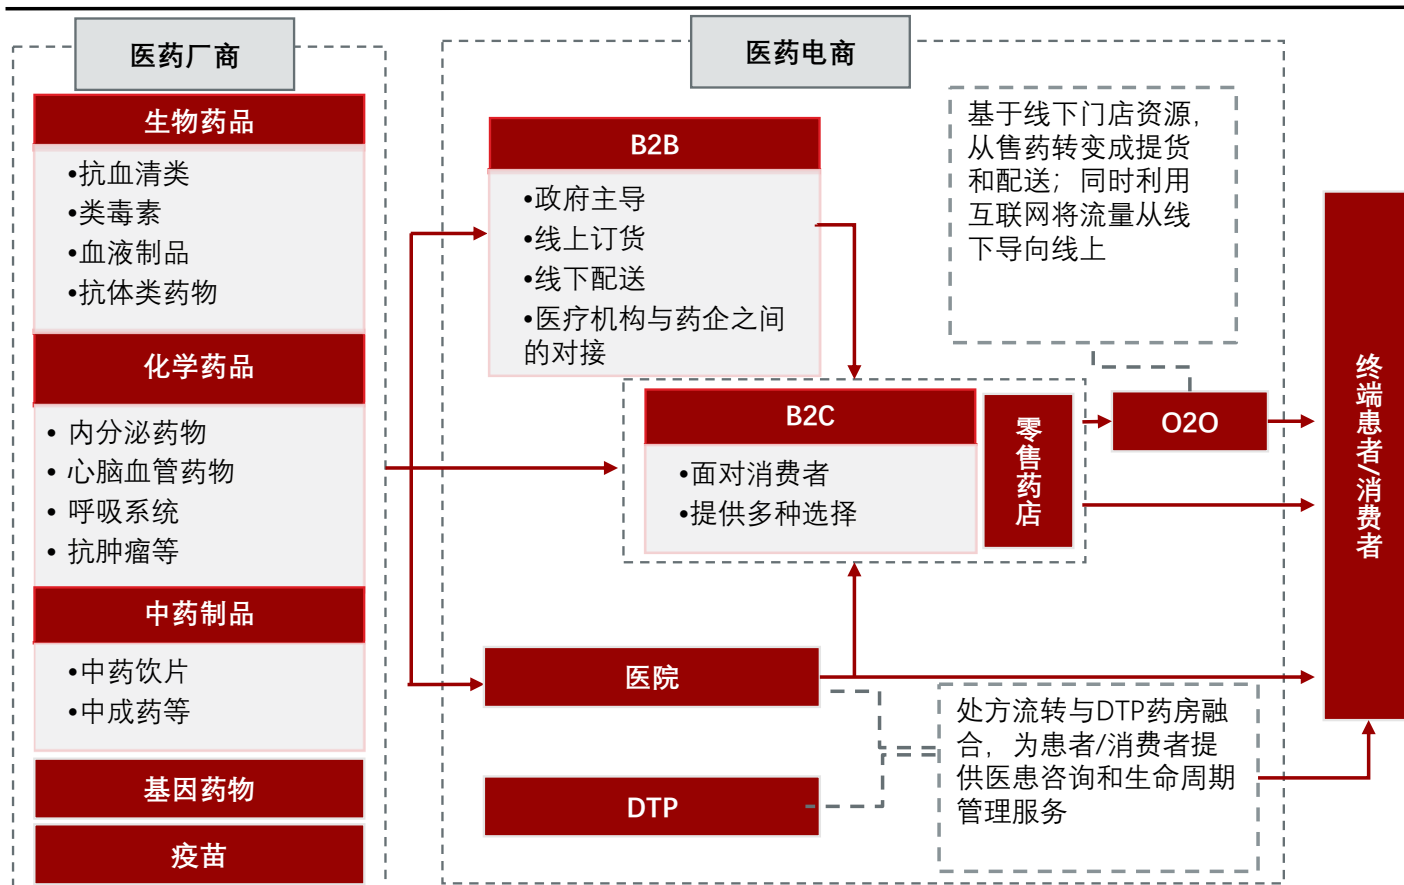 医药厂商
生物药品
•抗血清类
•类毒素
•血液制品
•抗体类药物
化学药品
• 内分泌药物
• 心脑血管药物
• 呼吸系统
• 抗肿瘤等
中药制品
•中药饮片
•中成药等
基因药物
疫苗
医药电商
B2B
•政府主导
•线上订货
•线下配送
•医疗机构与药企之间
的对接
基于线下门店资源，
从售药转变成提货
和配送；同时利用
互联网将流量从线
下导向线上
B2C
•面对消费者
•提供多种选择
零售药店
O2O
医院
DTP
处方流转与DTP药房融
合，为患者/消费者提
供医患咨询和生命周期
管理服务
终端患者/消费者